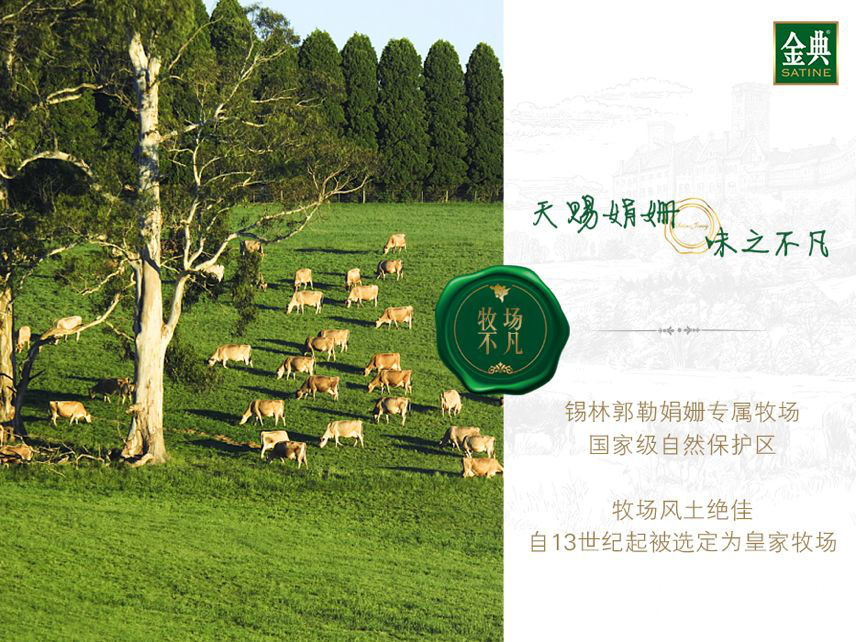 金典®
SATINE
天赐娟姗
味之不凡
牧场
不凡
锡林郭勒娟姗专属牧场
国家级自然保护区
牧场风土绝佳
自13世纪起被选定为皇家牧场